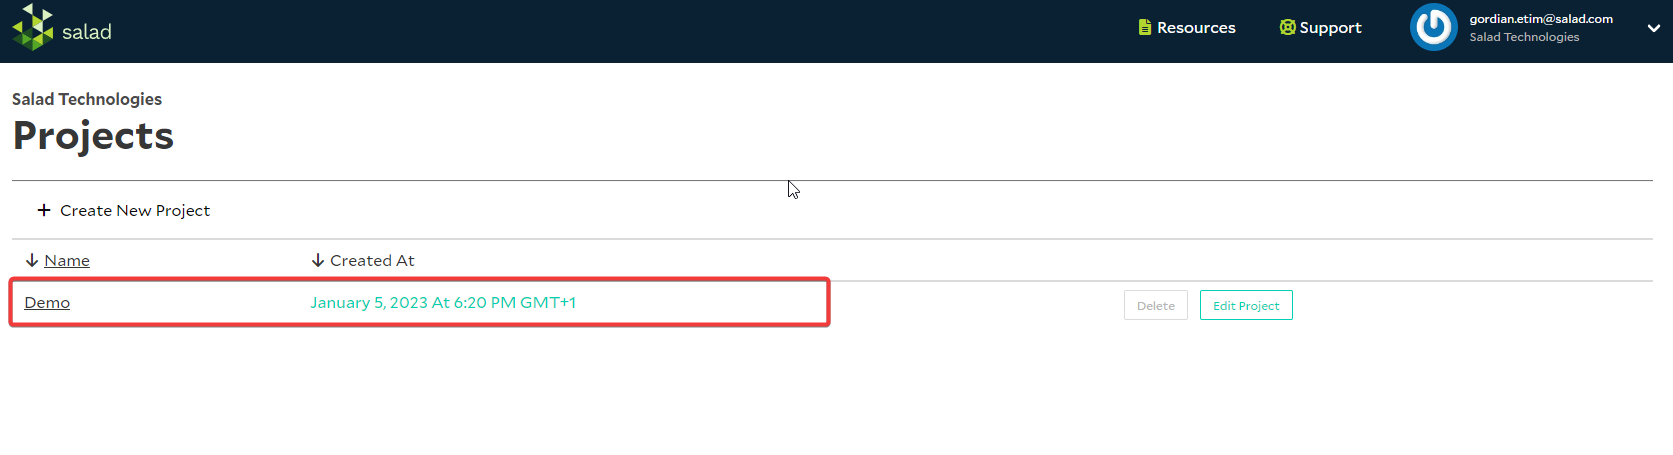 salad
Resources
Support
gordian.etim@salad.com
Salad Technologies
Salad Technologies
Projects
+ Create New Project
Name
Created At
Demo
January 5, 2023 At 6:20 PM GMT+1
Delete
Edit Project